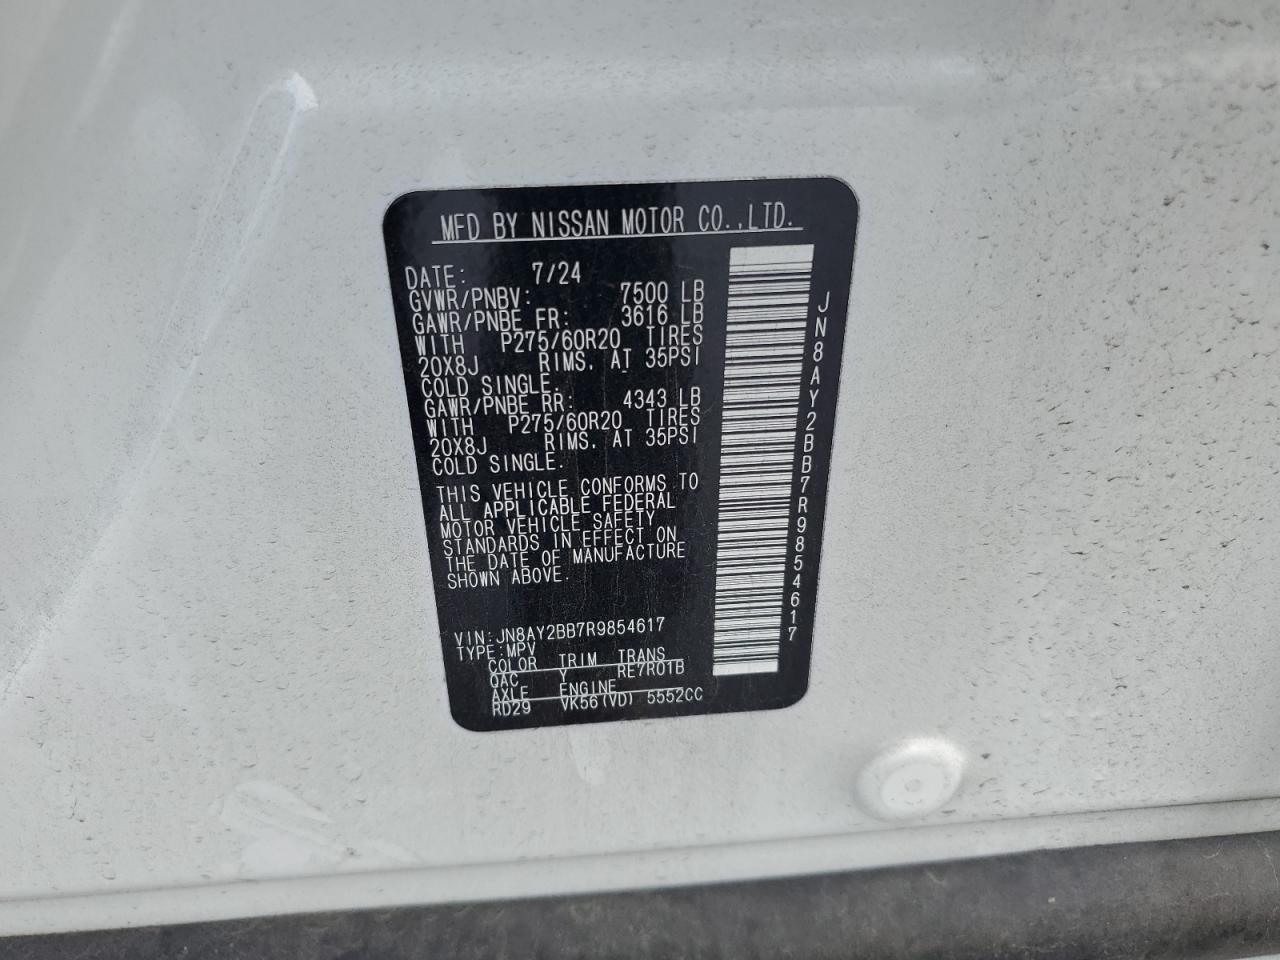 MFD BY NISSAN MOTOR CO.,LTD.
DATE: 7/24
GVWR/PNBV: 7500 LB
GAWR/PNBE FR: 3616 LB
WITH P275/60R20 TIRES
20X8J RIMS. AT 35PSI
COLD SINGLE.
GAWR/PNBE RR: 4343 LB
WITH P275/60R20 TIRES
20X8J RIMS. AT 35PSI
COLD SINGLE.
THIS VEHICLE CONFORMS TO
ALL APPLICABLE FEDERAL
MOTOR VEHICLE SAFETY
STANDARDS IN EFFECT ON
THE DATE OF MANUFACTURE
SHOWN ABOVE.
VIN:JN8AY2BB7R9854617
TYPE:MPV
COLOR TRIM TRANS
QAC Y RE7R01B
AXLE ENGINE
RD29 VK56(VD) 5552CC
JN8AY2BB7R9854617